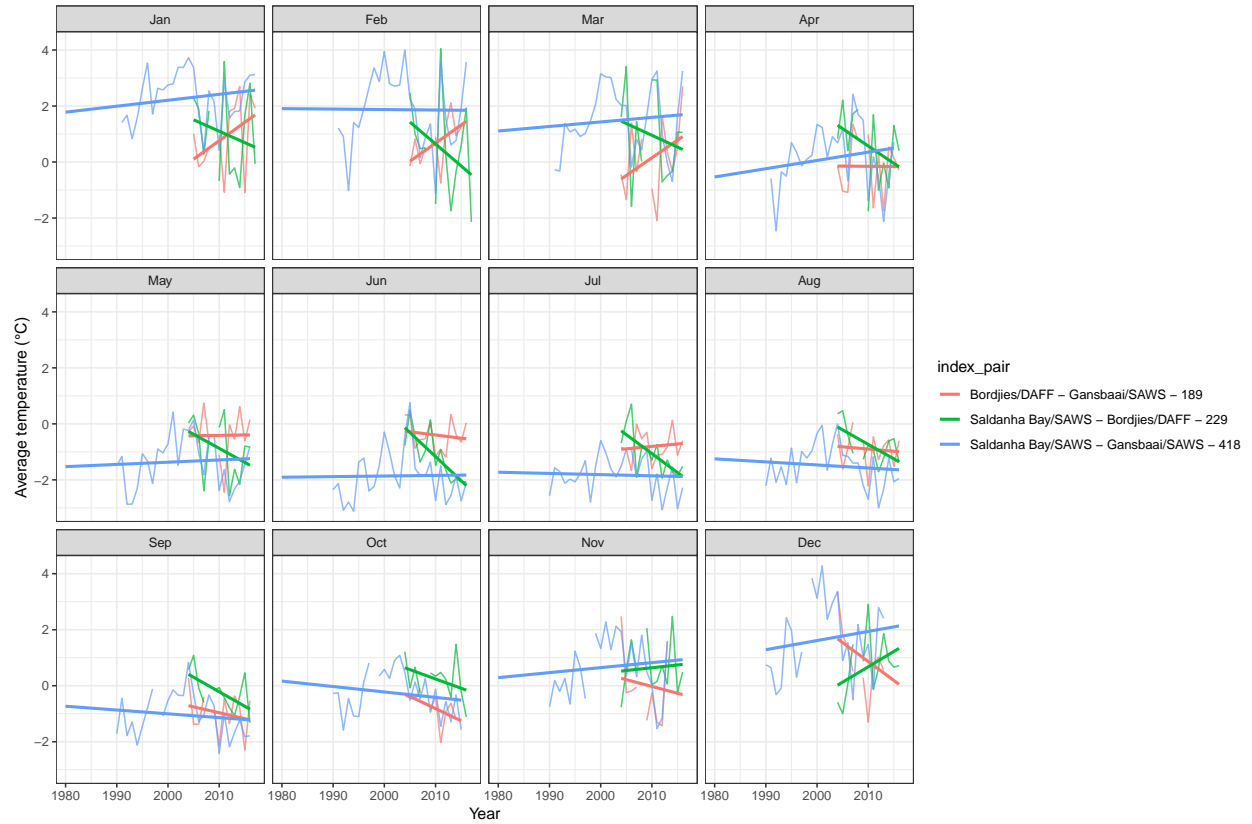 Jan Feb Mar Apr
4
2
0
−2
May Jun Jul Aug
4
2
0
−2
Sep Oct Nov Dec
4
2
0
−2
1980 1990 2000 2010 1980 1990 2000 2010 1980 1990 2000 2010 1980 1990 2000 2010
Year
Average temperature (°C)
index_pair
Bordjies/DAFF − Gansbaai/SAWS − 189
Saldanha Bay/SAWS − Bordjies/DAFF − 229
Saldanha Bay/SAWS − Gansbaai/SAWS − 418